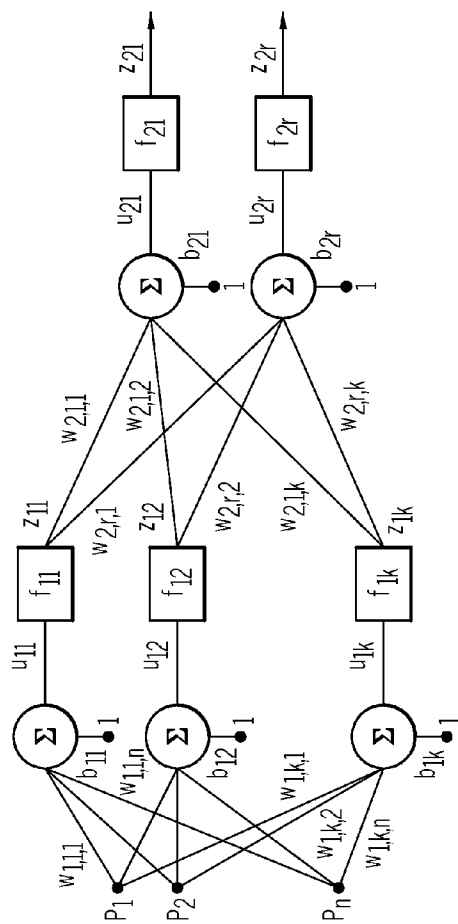 P1
P2
Pn
w1,1,1
w1,1,n
w1,k,1
w1,k,2
w1,k,n
Σ
b11
1
Σ
b12
1
Σ
b1k
1
u11
u12
u1k
f11
f12
f1k
z11
z12
z1k
w2,1,1
w2,1,2
w2,r,1
w2,r,2
w2,1,k
w2,r,k
Σ
b21
1
Σ
b2r
1
u21
u2r
f21
f2r
z21
z2r